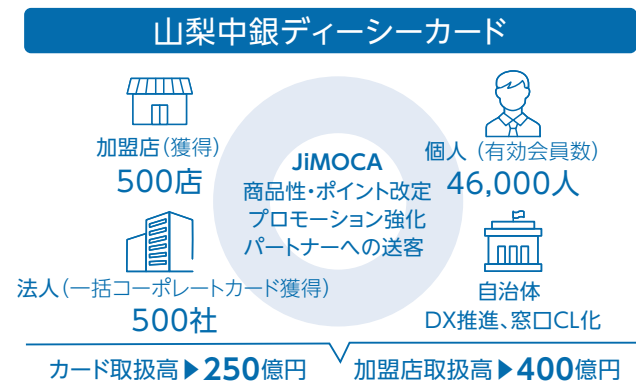 山梨中銀ディーシーカード
加盟店(獲得)
500店
JiMOCA
商品性・ポイント改定
プロモーション強化
パートナーへの送客
個人（有効会員数）
46,000人
法人(一括コーポレートカード獲得)
500社
自治体
DX推進、窓口CL化
カード取扱高▶250億円
加盟店取扱高▶400億円